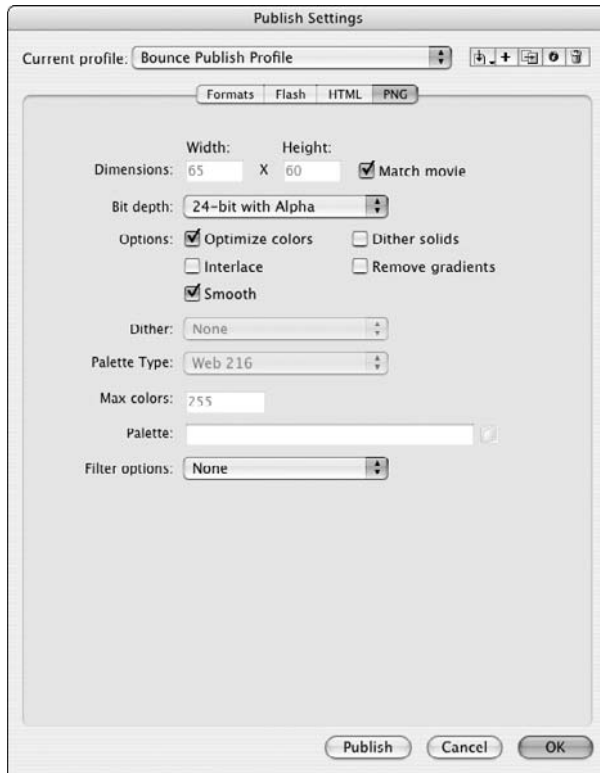 Publish Settings
Current profile: Bounce Publish Profile
Formats Flash HTML PNG
Width: Height:
Dimensions: 65 X 60 Match movie
Bit depth: 24-bit with Alpha
Options: Optimize colors Dither solids
Interlace Remove gradients
Smooth
Dither: None
Palette Type: Web 216
Max colors: 255
Palette:
Filter options: None
Publish Cancel OK